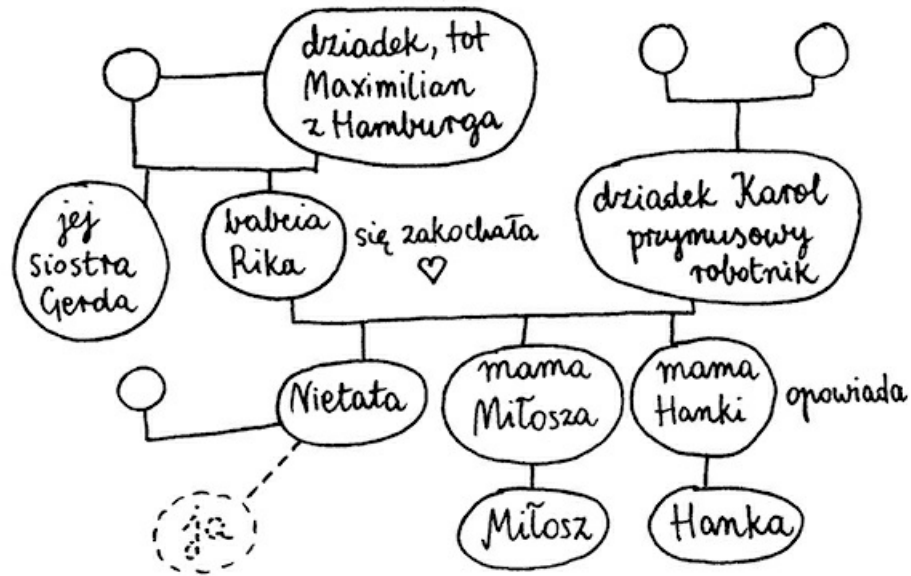 dziadek, tot
Maximilian
z Hamburga
jej
siostra
Gerda
babcia
Rika
się zakochała
♡
dziadek Karol
przymusowy
robotnik
Nietata
mama
Miłosza
mama
Hanki
opowiada
ja
Miłosz
Hanka